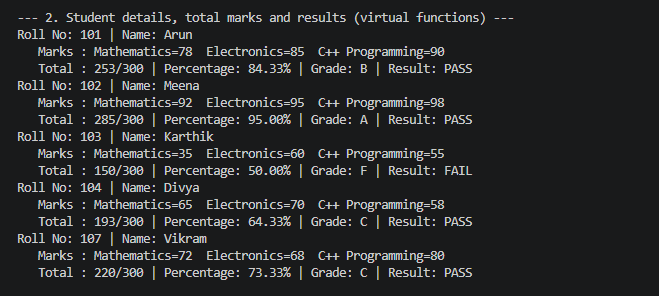 --- 2. Student details, total marks and results (virtual functions) ---
Roll No: 101 | Name: Arun
   Marks : Mathematics=78  Electronics=85  C++ Programming=90
   Total : 253/300 | Percentage: 84.33% | Grade: B | Result: PASS
Roll No: 102 | Name: Meena
   Marks : Mathematics=92  Electronics=95  C++ Programming=98
   Total : 285/300 | Percentage: 95.00% | Grade: A | Result: PASS
Roll No: 103 | Name: Karthik
   Marks : Mathematics=35  Electronics=60  C++ Programming=55
   Total : 150/300 | Percentage: 50.00% | Grade: F | Result: FAIL
Roll No: 104 | Name: Divya
   Marks : Mathematics=65  Electronics=70  C++ Programming=58
   Total : 193/300 | Percentage: 64.33% | Grade: C | Result: PASS
Roll No: 107 | Name: Vikram
   Marks : Mathematics=72  Electronics=68  C++ Programming=80
   Total : 220/300 | Percentage: 73.33% | Grade: C | Result: PASS